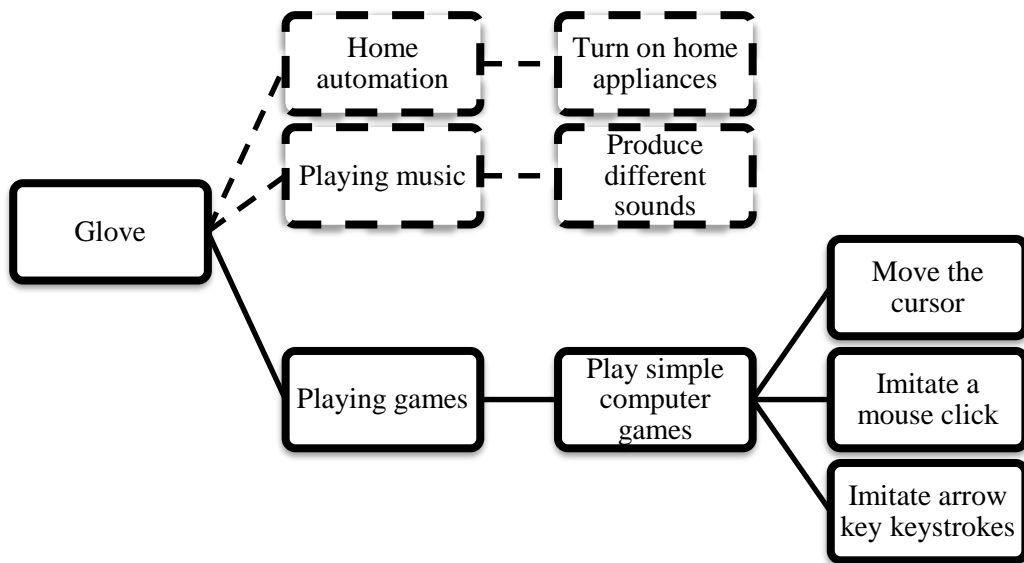 Home
automation
Turn on home
appliances
Playing music
Produce
different
sounds
Glove
Move the
cursor
Playing games
Play simple
computer
games
Imitate a
mouse click
Imitate arrow
key keystrokes